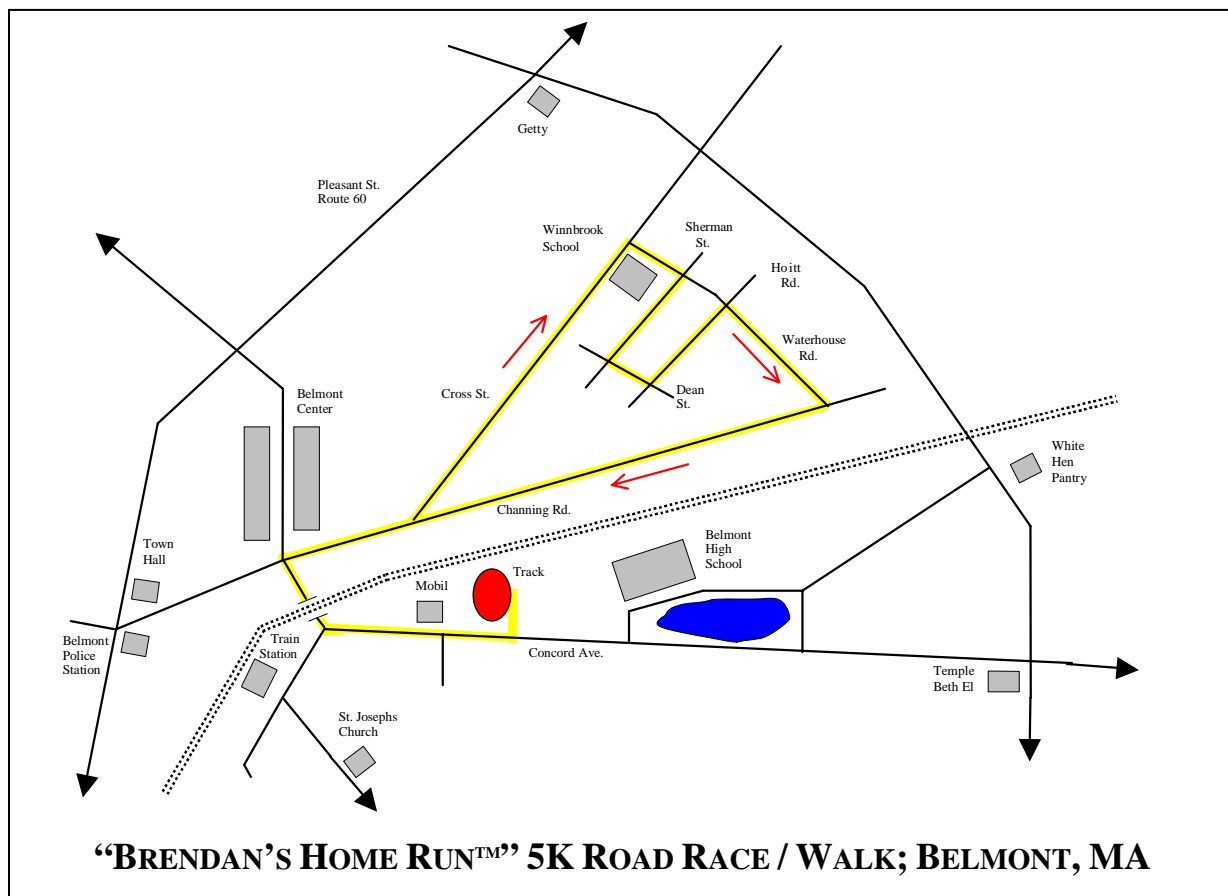 Getty
Pleasant St.
Route 60
Winnbrook
School
Sherman
St.
Hoitt
Rd.
Waterhouse
Rd.
Belmont
Center
Cross St.
Dean
St.
White
Hen
Pantry
Channing Rd.
Town
Hall
Belmont
High
School
Track
Mobil
Belmont
Police
Station
Train
Station
Concord Ave.
Temple
Beth El
St. Josephs
Church
“BRENDAN’S HOME RUN™” 5K ROAD RACE / WALK; BELMONT, MA